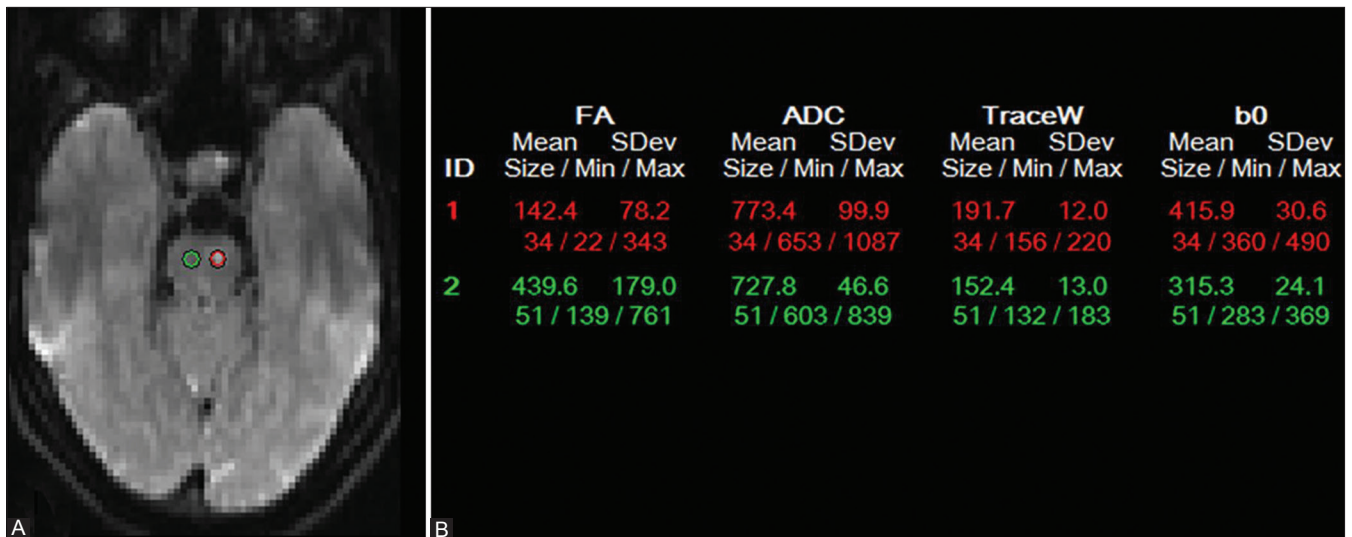 A
B
FA ADC TraceW b0
Mean SDev Mean SDev Mean SDev Mean SDev
ID Size / Min / Max Size / Min / Max Size / Min / Max Size / Min / Max
1 142.4 78.2 773.4 99.9 191.7 12.0 415.9 30.6
34 / 22 / 343 34 / 653 / 1087 34 / 156 / 220 34 / 360 / 490
2 439.6 179.0 727.8 46.6 152.4 13.0 315.3 24.1
51 / 139 / 761 51 / 603 / 839 51 / 132 / 183 51 / 283 / 369